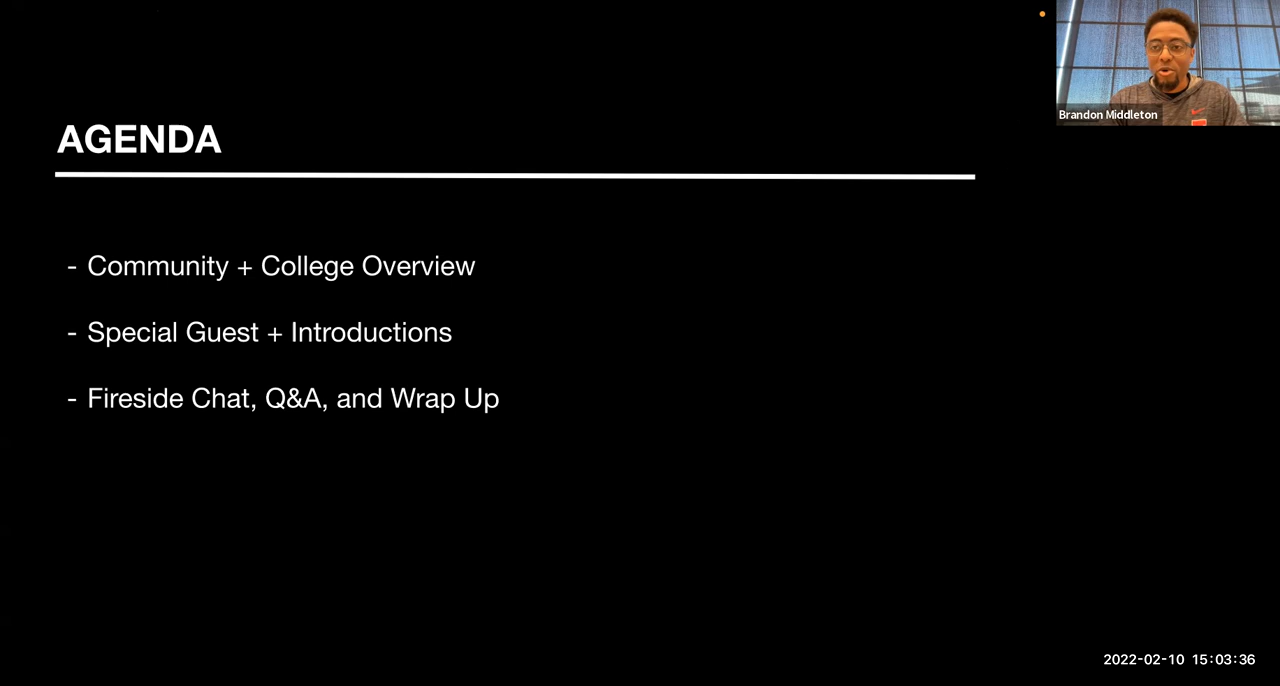 Brandon Middleton
AGENDA
- Community + College Overview
- Special Guest + Introductions
- Fireside Chat, Q&A, and Wrap Up
2022-02-10 15:03:36